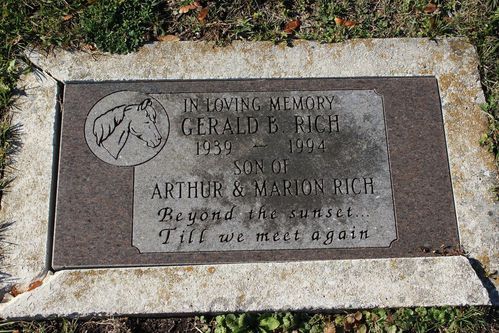 IN LOVING MEMORY
GERALD B. RICH
1939 — 1994
SON OF
ARTHUR & MARION RICH
Beyond the sunset...
Till we meet again